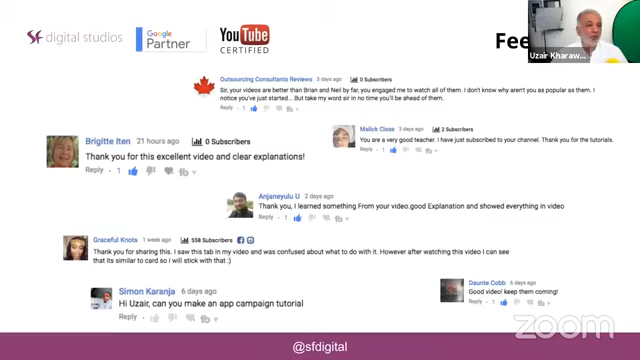 SF digital studios
Google
Partner
YouTube
CERTIFIED
Fee
Uzair Kharaw...
Outsourcing Consultants Reviews 3 days ago 0 Subscribers
Sir, your videos are better than Brian and Neil by far, you engaged me to watch all of them. I don't know why aren't you as popular as them. I
notice you've just started... But take my word sir in no time you'll be ahead of them.
Reply 1
Brigitte Iten 21 hours ago 0 Subscribers
Thank you for this excellent video and clear explanations!
Reply 1
Malick Cisse 3 days ago 2 Subscribers
You are a very good teacher. I have just subscribed to your channel. Thank you for the tutorials.
Reply 1
Anjaneyulu U 2 days ago
Thank you, I learned something From your video.good Explanation and showed everything in video
Reply 1
Graceful Knots 1 week ago 558 Subscribers
Thank you for sharing this. I saw this tab in my video and was confused about what to do with it. However after watching this video I can see
that its similar to card so I will stick with that :)
Simon Karanja 6 days ago
Hi Uzair, can you make an app campaign tutorial
Reply
Daunte Cobb 6 days ago
Good video! keep them coming!
Reply 1
zoom
@sfdigital